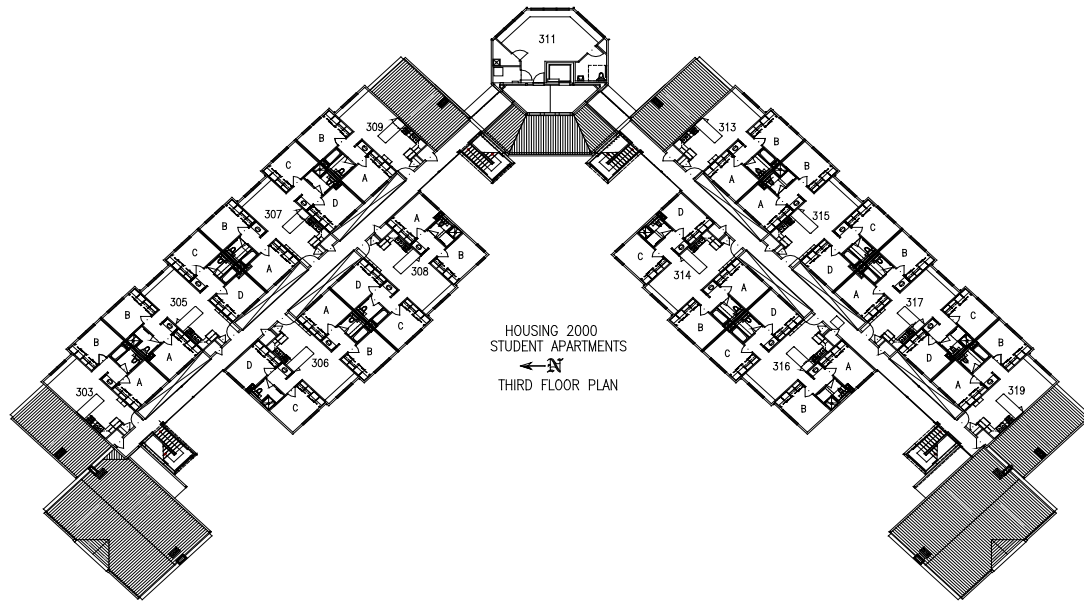 311
309
B
C
A
307
D
B
C
A
305
D
B
B
A
303
A
308
B
D
A
C
B
306
D
C
313
B
B
A
A
315
C
B
D
A
317
C
B
D
A
319
D
314
C
A
B
D
C
316
A
B
HOUSING 2000
STUDENT APARTMENTS
N
THIRD FLOOR PLAN